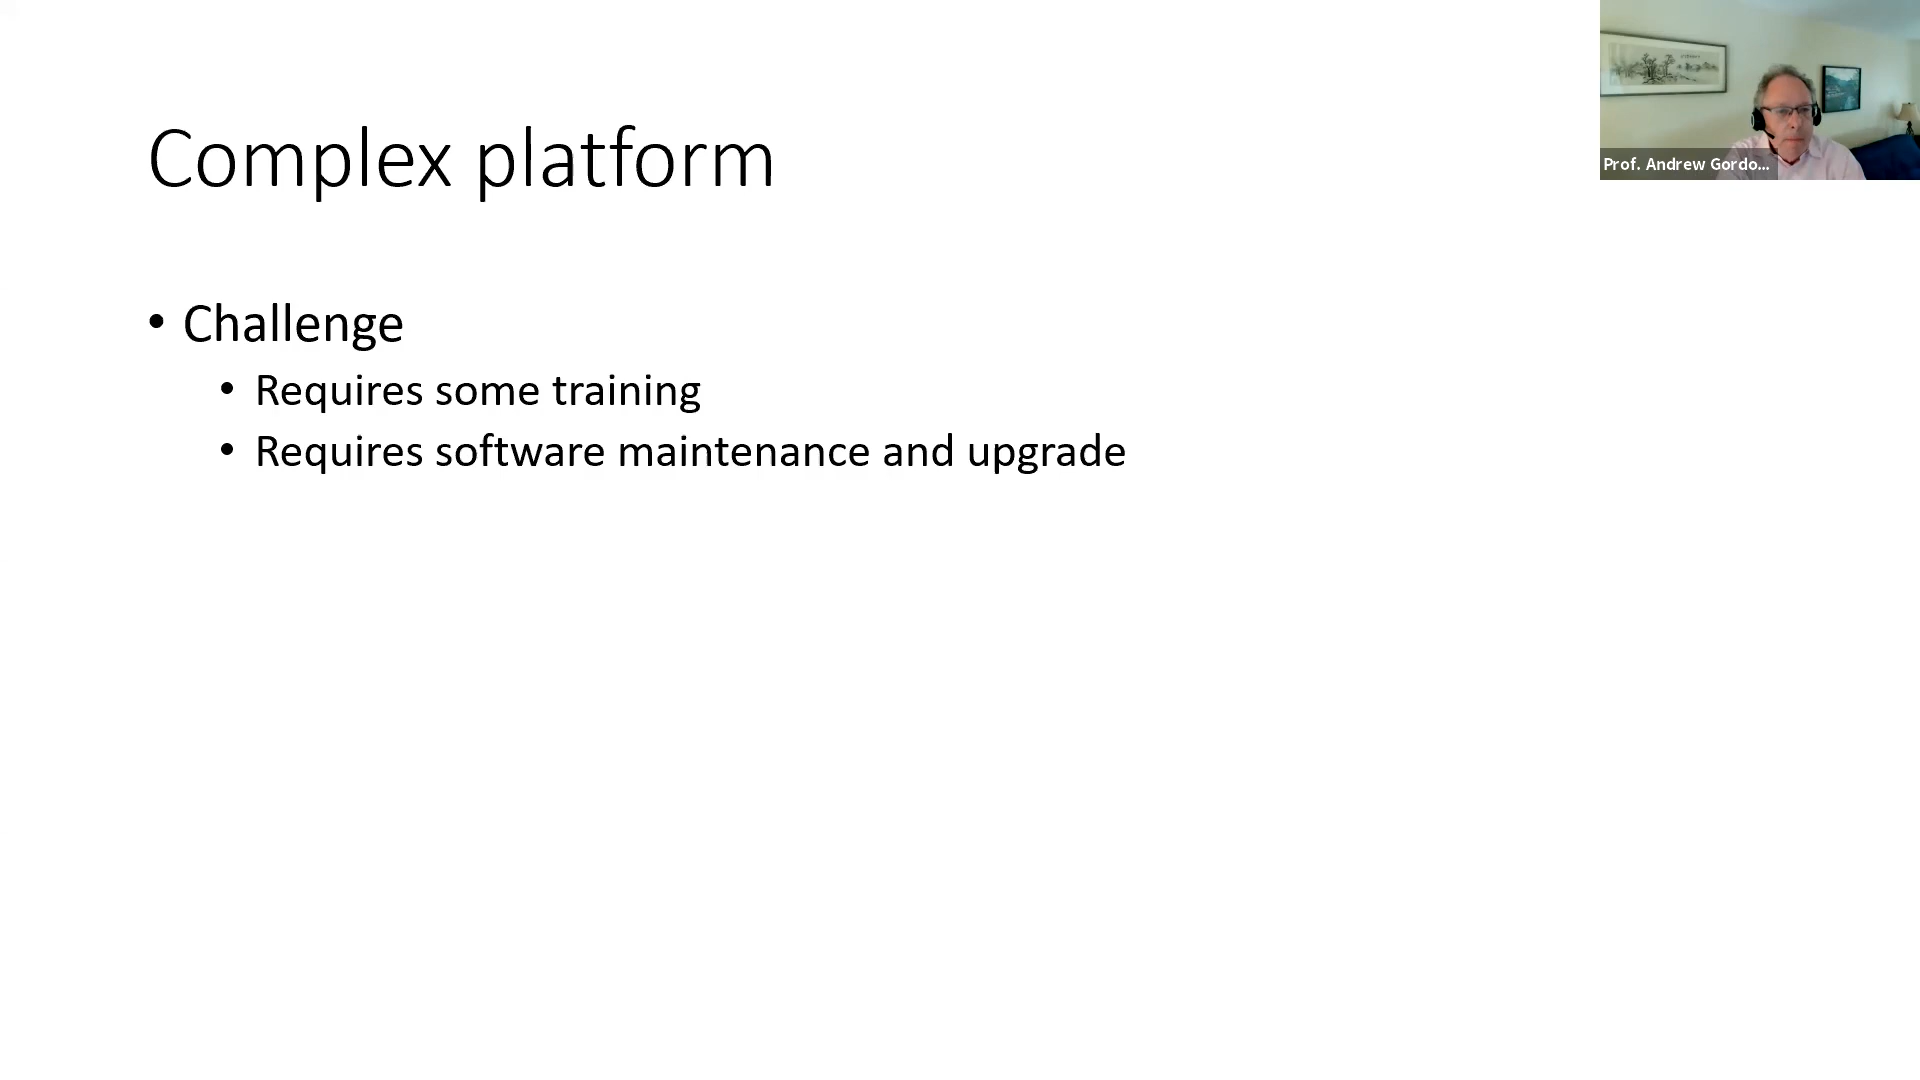 Complex platform
• Challenge
• Requires some training
• Requires software maintenance and upgrade
Prof. Andrew Gordo...